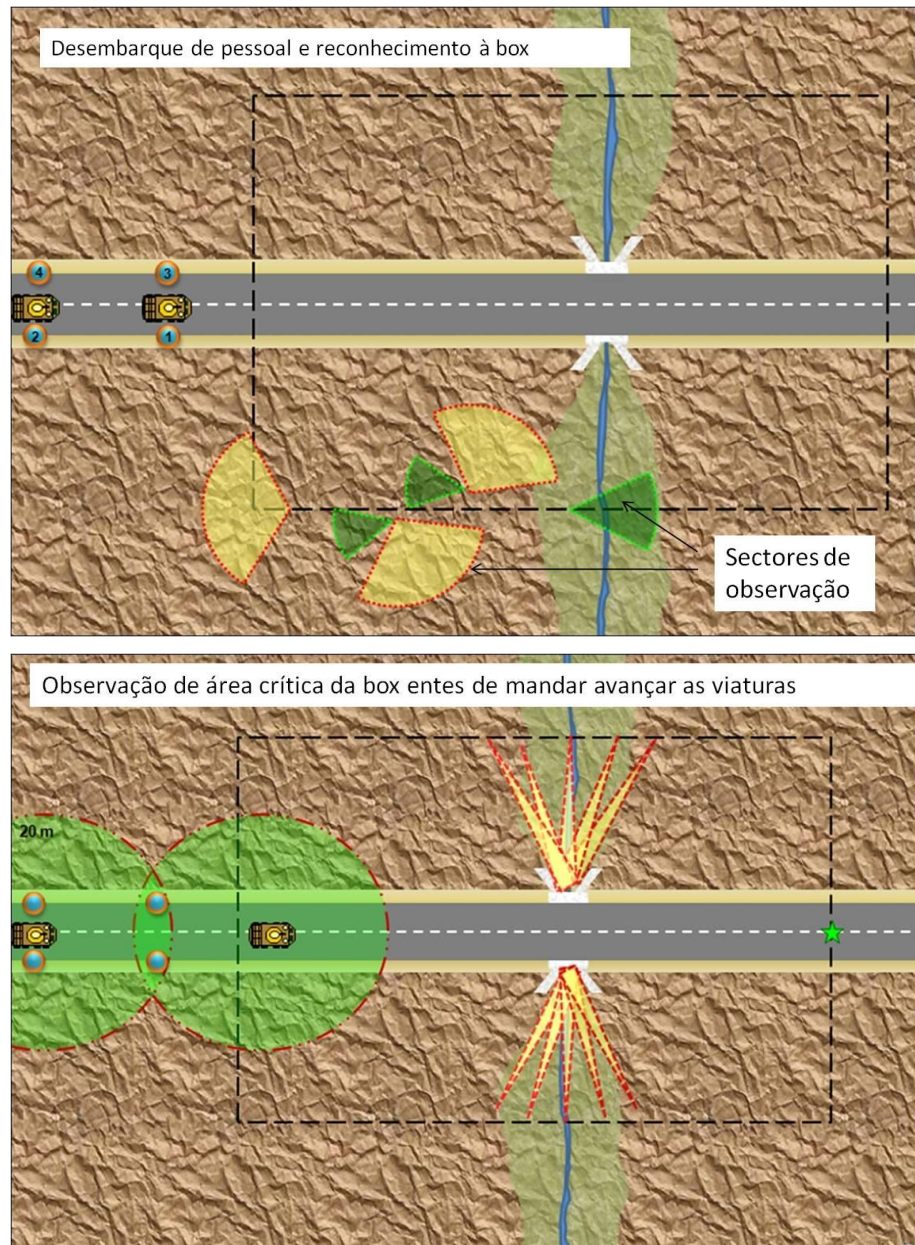 Desembarque de pessoal e reconhecimento à box
4
3
2
1
Sectores de
observação
Observação de área crítica da box entes de mandar avançar as viaturas
20 m